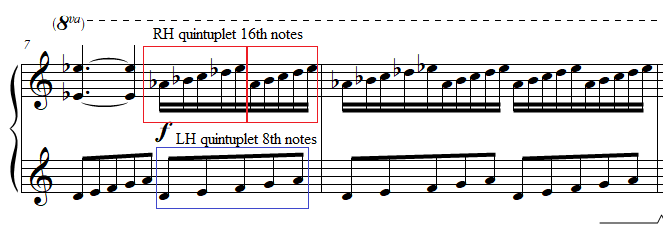 (8va)
7
RH quintuplet 16th notes
f
LH quintuplet 8th notes